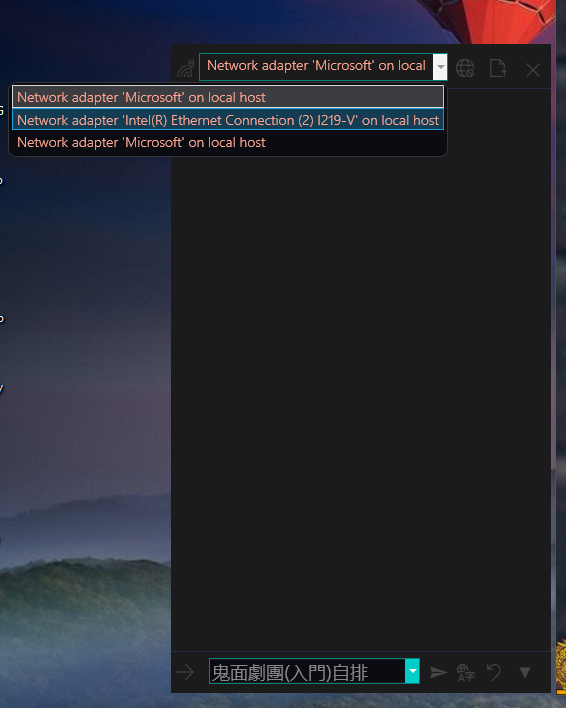 Network adapter 'Microsoft' on local
Network adapter 'Microsoft' on local host
Network adapter 'Intel(R) Ethernet Connection (2) I219-V' on local host
Network adapter 'Microsoft' on local host
鬼面劇團(入門)自排